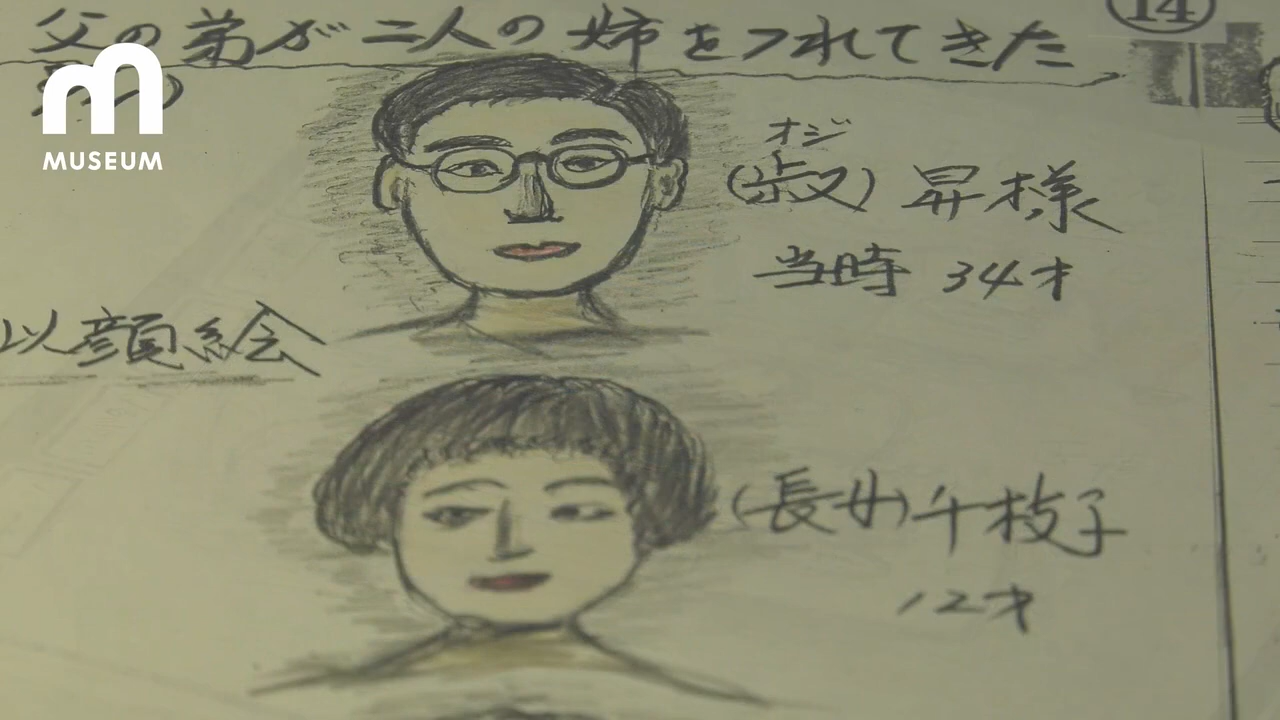 ⑭
父の弟が二人の姉をつれてきた
MUSEUM
オジ
(叔父) 昇様
当時 34才
以顔絵
(長女) 千枝子
12才